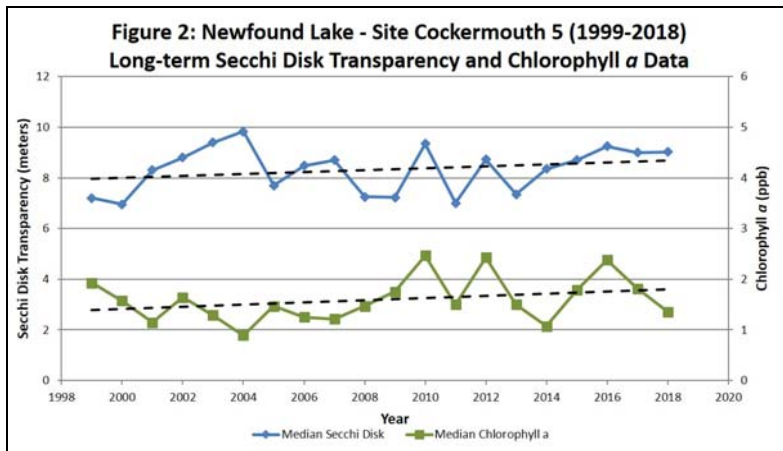 Figure 2: Newfound Lake - Site Cockermouth 5 (1999-2018)
Long-term Secchi Disk Transparency and Chlorophyll a Data
Secchi Disk Transparency (meters)
12
10
8
6
4
2
0
Chlorophyll a (ppb)
6
5
4
3
2
1
0
1998 2000 2002 2004 2006 2008 2010 2012 2014 2016 2018 2020
Year
Median Secchi Disk Median Chlorophyll a